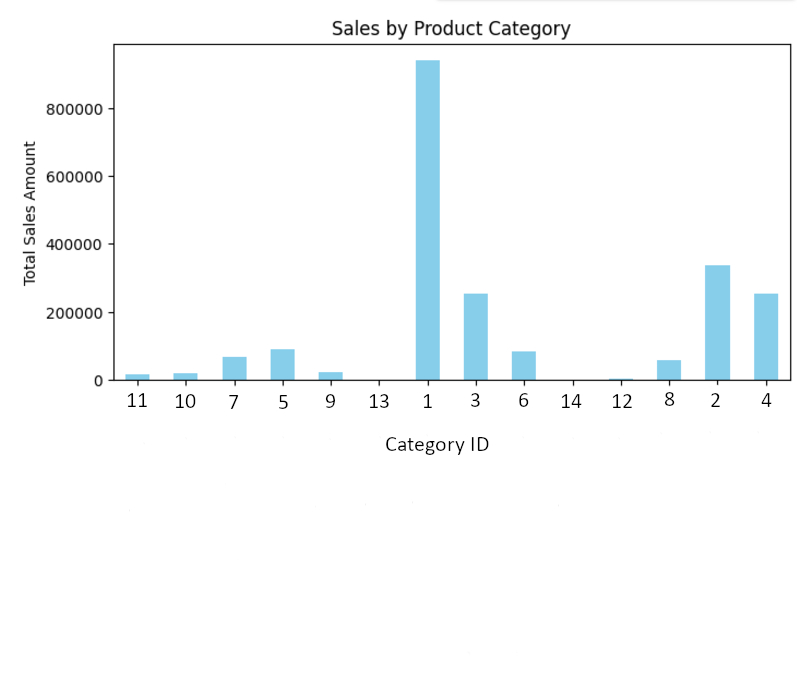 Sales by Product Category
Total Sales Amount
800000
600000
400000
200000
0
11 10 7 5 9 13 1 3 6 14 12 8 2 4
Category ID